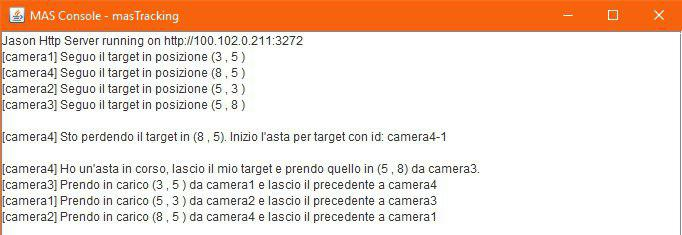 MAS Console - masTracking
Jason Http Server running on http://100.102.0.211:3272
[camera1] Seguo il target in posizione (3 , 5 )
[camera4] Seguo il target in posizione (8 , 5 )
[camera2] Seguo il target in posizione (5 , 3 )
[camera3] Seguo il target in posizione (5 , 8 )
[camera4] Sto perdendo il target in (8 , 5). Inizio l'asta per target con id: camera4-1
[camera4] Ho un'asta in corso, lascio il mio target e prendo quello in (5 , 8) da camera3.
[camera3] Prendo in carico (3 , 5 ) da camera1 e lascio il precedente a camera4
[camera1] Prendo in carico (5 , 3 ) da camera2 e lascio il precedente a camera3
[camera2] Prendo in carico (8 , 5 ) da camera4 e lascio il precedente a camera1